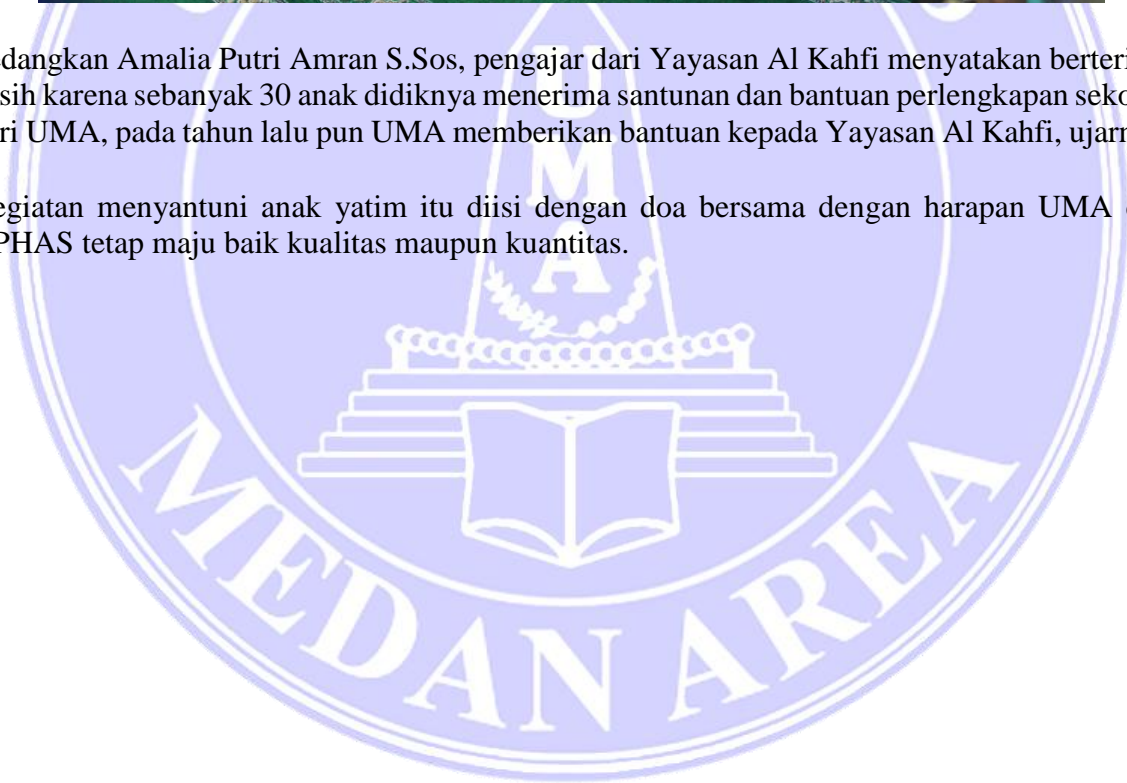 edangkan Amalia Putri Amran S.Sos, pengajar dari Yayasan Al Kahfi menyatakan berteri
sih karena sebanyak 30 anak didiknya menerima santunan dan bantuan perlengkapan seko
ri UMA, pada tahun lalu pun UMA memberikan bantuan kepada Yayasan Al Kahfi, ujarn
egiatan menyantuni anak yatim itu diisi dengan doa bersama dengan harapan UMA
PHAS tetap maju baik kualitas maupun kuantitas.
U
M
A
MEDAN AREA